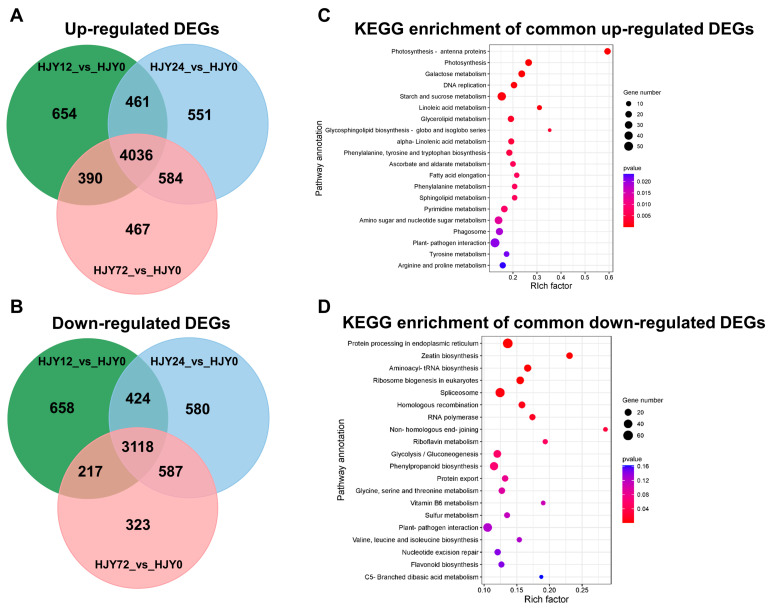 A
Up-regulated DEGs
HJY12_vs_HJY0
HJY24_vs_HJY0
654
461
551
4036
390
584
467
HJY72_vs_HJY0
B
Down-regulated DEGs
HJY12_vs_HJY0
HJY24_vs_HJY0
658
424
580
3118
217
587
323
HJY72_vs_HJY0
C
KEGG enrichment of common up-regulated DEGs
Pathway annotation
Photosynthesis - antenna proteins
Photosynthesis
Galactose metabolism
DNA replication
Starch and sucrose metabolism
Linoleic acid metabolism
Glycerolipid metabolism
Glycosphingolipid biosynthesis - globo and isoglobo series
alpha- Linolenic acid metabolism
Phenylalanine, tyrosine and tryptophan biosynthesis
Ascorbate and aldarate metabolism
Fatty acid elongation
Phenylalanine metabolism
Sphingolipid metabolism
Pyrimidine metabolism
Amino sugar and nucleotide sugar metabolism
Phagosome
Plant- pathogen interaction
Tyrosine metabolism
Arginine and proline metabolism
0.2 0.3 0.4 0.5 0.6
RIch factor
Gene number
10
20
30
40
50
pvalue
0.020
0.015
0.010
0.005
D
KEGG enrichment of common down-regulated DEGs
Pathway annotation
Protein processing in endoplasmic reticulum
Zeatin biosynthesis
Aminoacyl- tRNA biosynthesis
Ribosome biogenesis in eukaryotes
Spliceosome
Homologous recombination
RNA polymerase
Non- homologous end- joining
Riboflavin metabolism
Glycolysis / Gluconeogenesis
Phenylpropanoid biosynthesis
Protein export
Glycine, serine and threonine metabolism
Vitamin B6 metabolism
Sulfur metabolism
Plant- pathogen interaction
Valine, leucine and isoleucine biosynthesis
Nucleotide excision repair
Flavonoid biosynthesis
C5- Branched dibasic acid metabolism
0.10 0.15 0.20 0.25
Rich factor
Gene number
20
40
60
pvalue
0.16
0.12
0.08
0.04